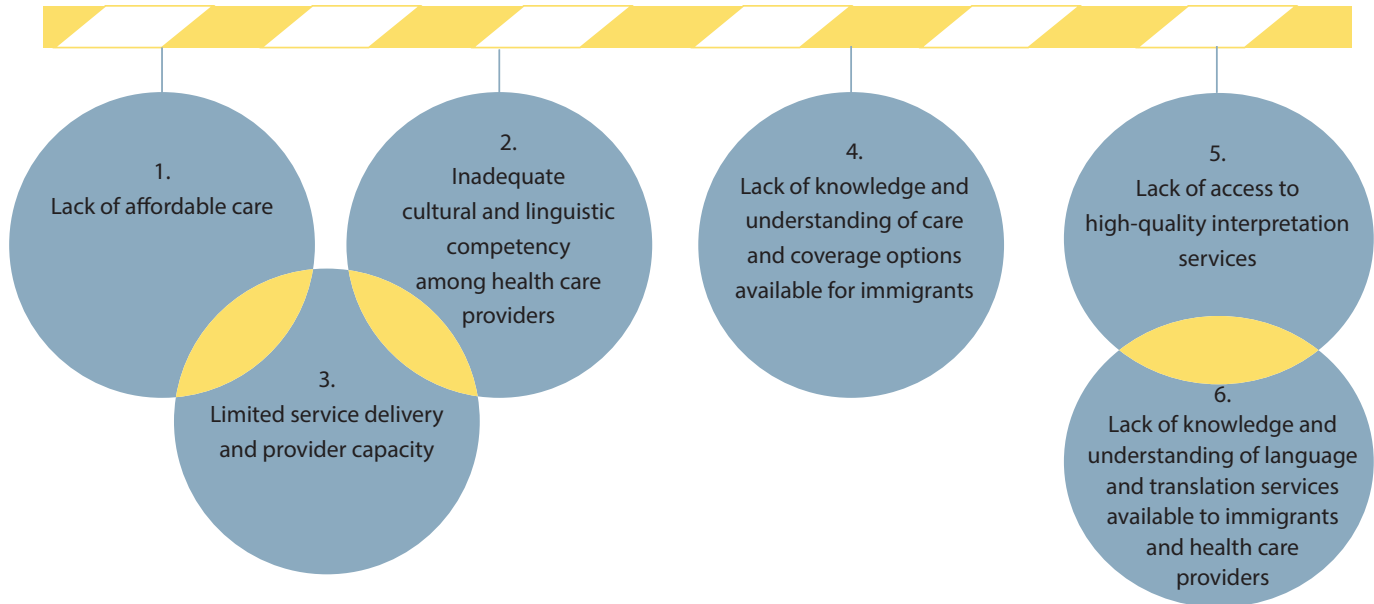 1.
Lack of affordable care
2.
Inadequate
cultural and linguistic
competency
among health care
providers
3.
Limited service delivery
and provider capacity
4.
Lack of knowledge and
understanding of care
and coverage options
available for immigrants
5.
Lack of access to
high-quality interpretation
services
6.
Lack of knowledge and
understanding of language
and translation services
available to immigrants
and health care
providers